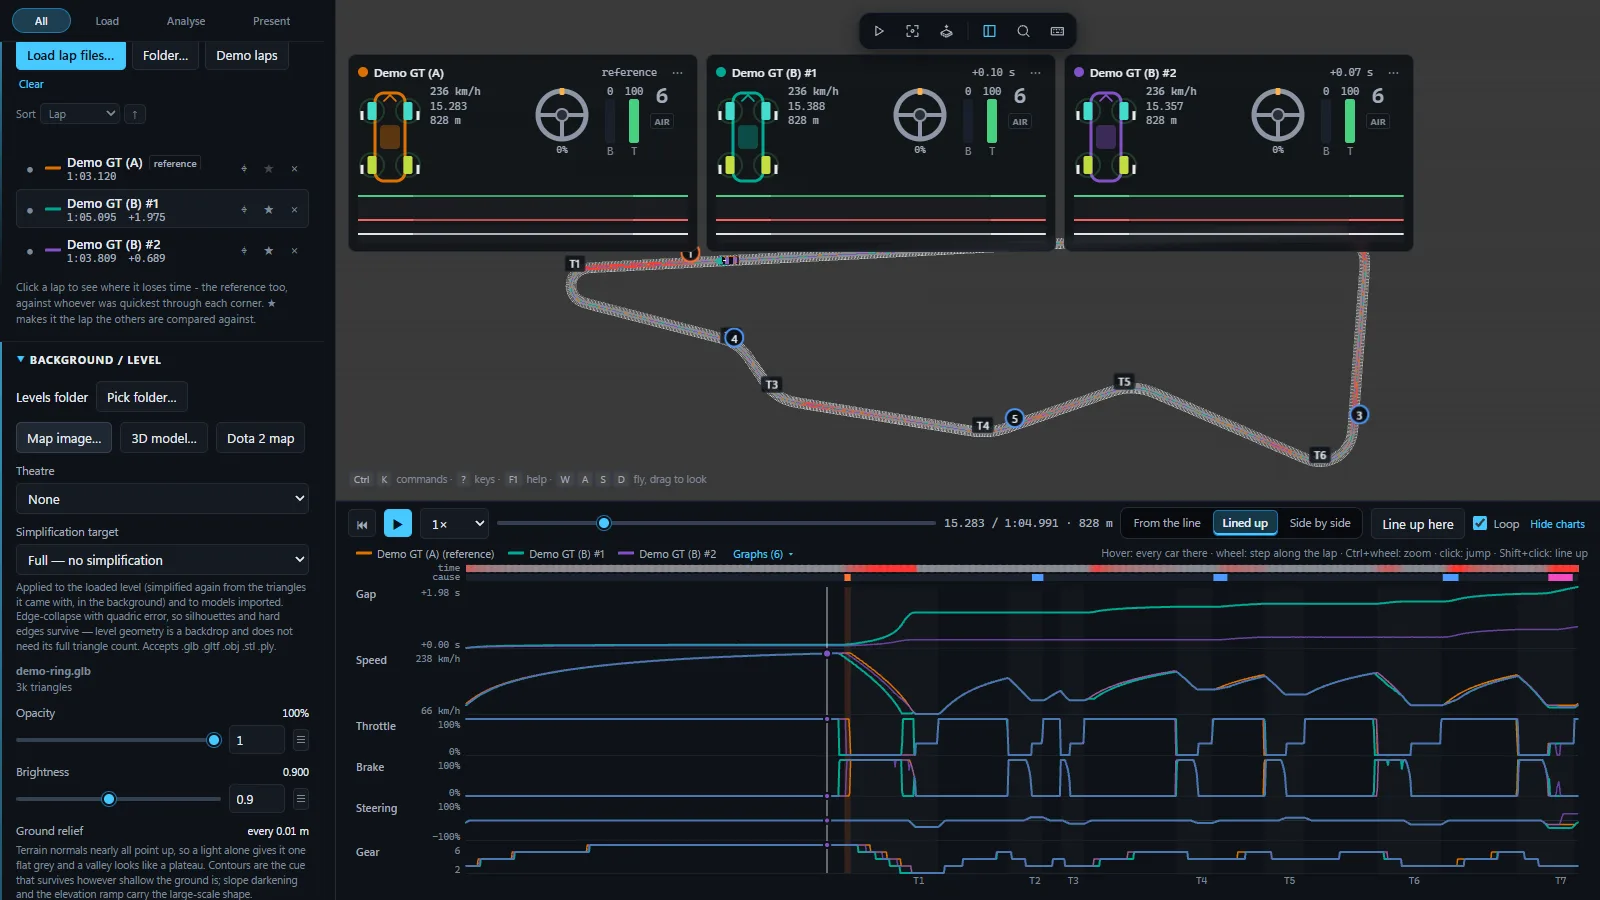 All
Load
Analyse
Present
Load lap files...
Folder...
Demo laps
Clear
Sort
Lap
↑
Demo GT (A) reference
1:03.120
Demo GT (B) #1
1:05.095 +1.975
Demo GT (B) #2
1:03.809 +0.689
Click a lap to see where it loses time - the reference too,
against whoever was quickest through each corner. ★
makes it the lap the others are compared against.
BACKGROUND / LEVEL
Levels folder
Pick folder...
Map image...
3D model...
Dota 2 map
Theatre
None
Simplification target
Full — no simplification
Applied to the loaded level (simplified again from the triangles
it came with, in the background) and to models imported.
Edge-collapse with quadric error, so silhouettes and hard
edges survive — level geometry is a backdrop and does not
need its full triangle count. Accepts .glb .gltf .obj .stl .ply.
demo-ring.glb
3k triangles
Opacity 100%
1
Brightness 0.900
0.9
Ground relief every 0.01 m
Terrain normals nearly all point up, so a light alone gives it one
flat grey and a valley looks like a plateau. Contours are the cue
that survives however shallow the ground is; slope darkening
and the elevation ramp carry the large-scale shape.
Demo GT (A) reference ...
236 km/h
15.283
828 m
0%
0 100
B T
6
AIR
Demo GT (B) #1 +0.10 s ...
236 km/h
15.388
828 m
0%
0 100
B T
6
AIR
Demo GT (B) #2 +0.07 s ...
236 km/h
15.357
828 m
0%
0 100
B T
6
AIR
T1
1
4
T3
T4
5
T5
T6
3
Ctrl K commands · ? keys · F1 help · W A S D fly, drag to look
1×
15.283 / 1:04.991 · 828 m
From the line
Lined up
Side by side
Line up here
Loop
Hide charts
Demo GT (A) (reference)
Demo GT (B) #1
Demo GT (B) #2
Graphs (6)
Hover: every car there · wheel: step along the lap · Ctrl+wheel: zoom · click: jump · Shift+click: line up
time
cause
Gap +1.98 s
+0.00 s
Speed 238 km/h
66 km/h
Throttle 100%
0%
Brake 100%
0%
Steering 100%
-100%
Gear 6
2
T1 T2 T3 T4 T5 T6 T7